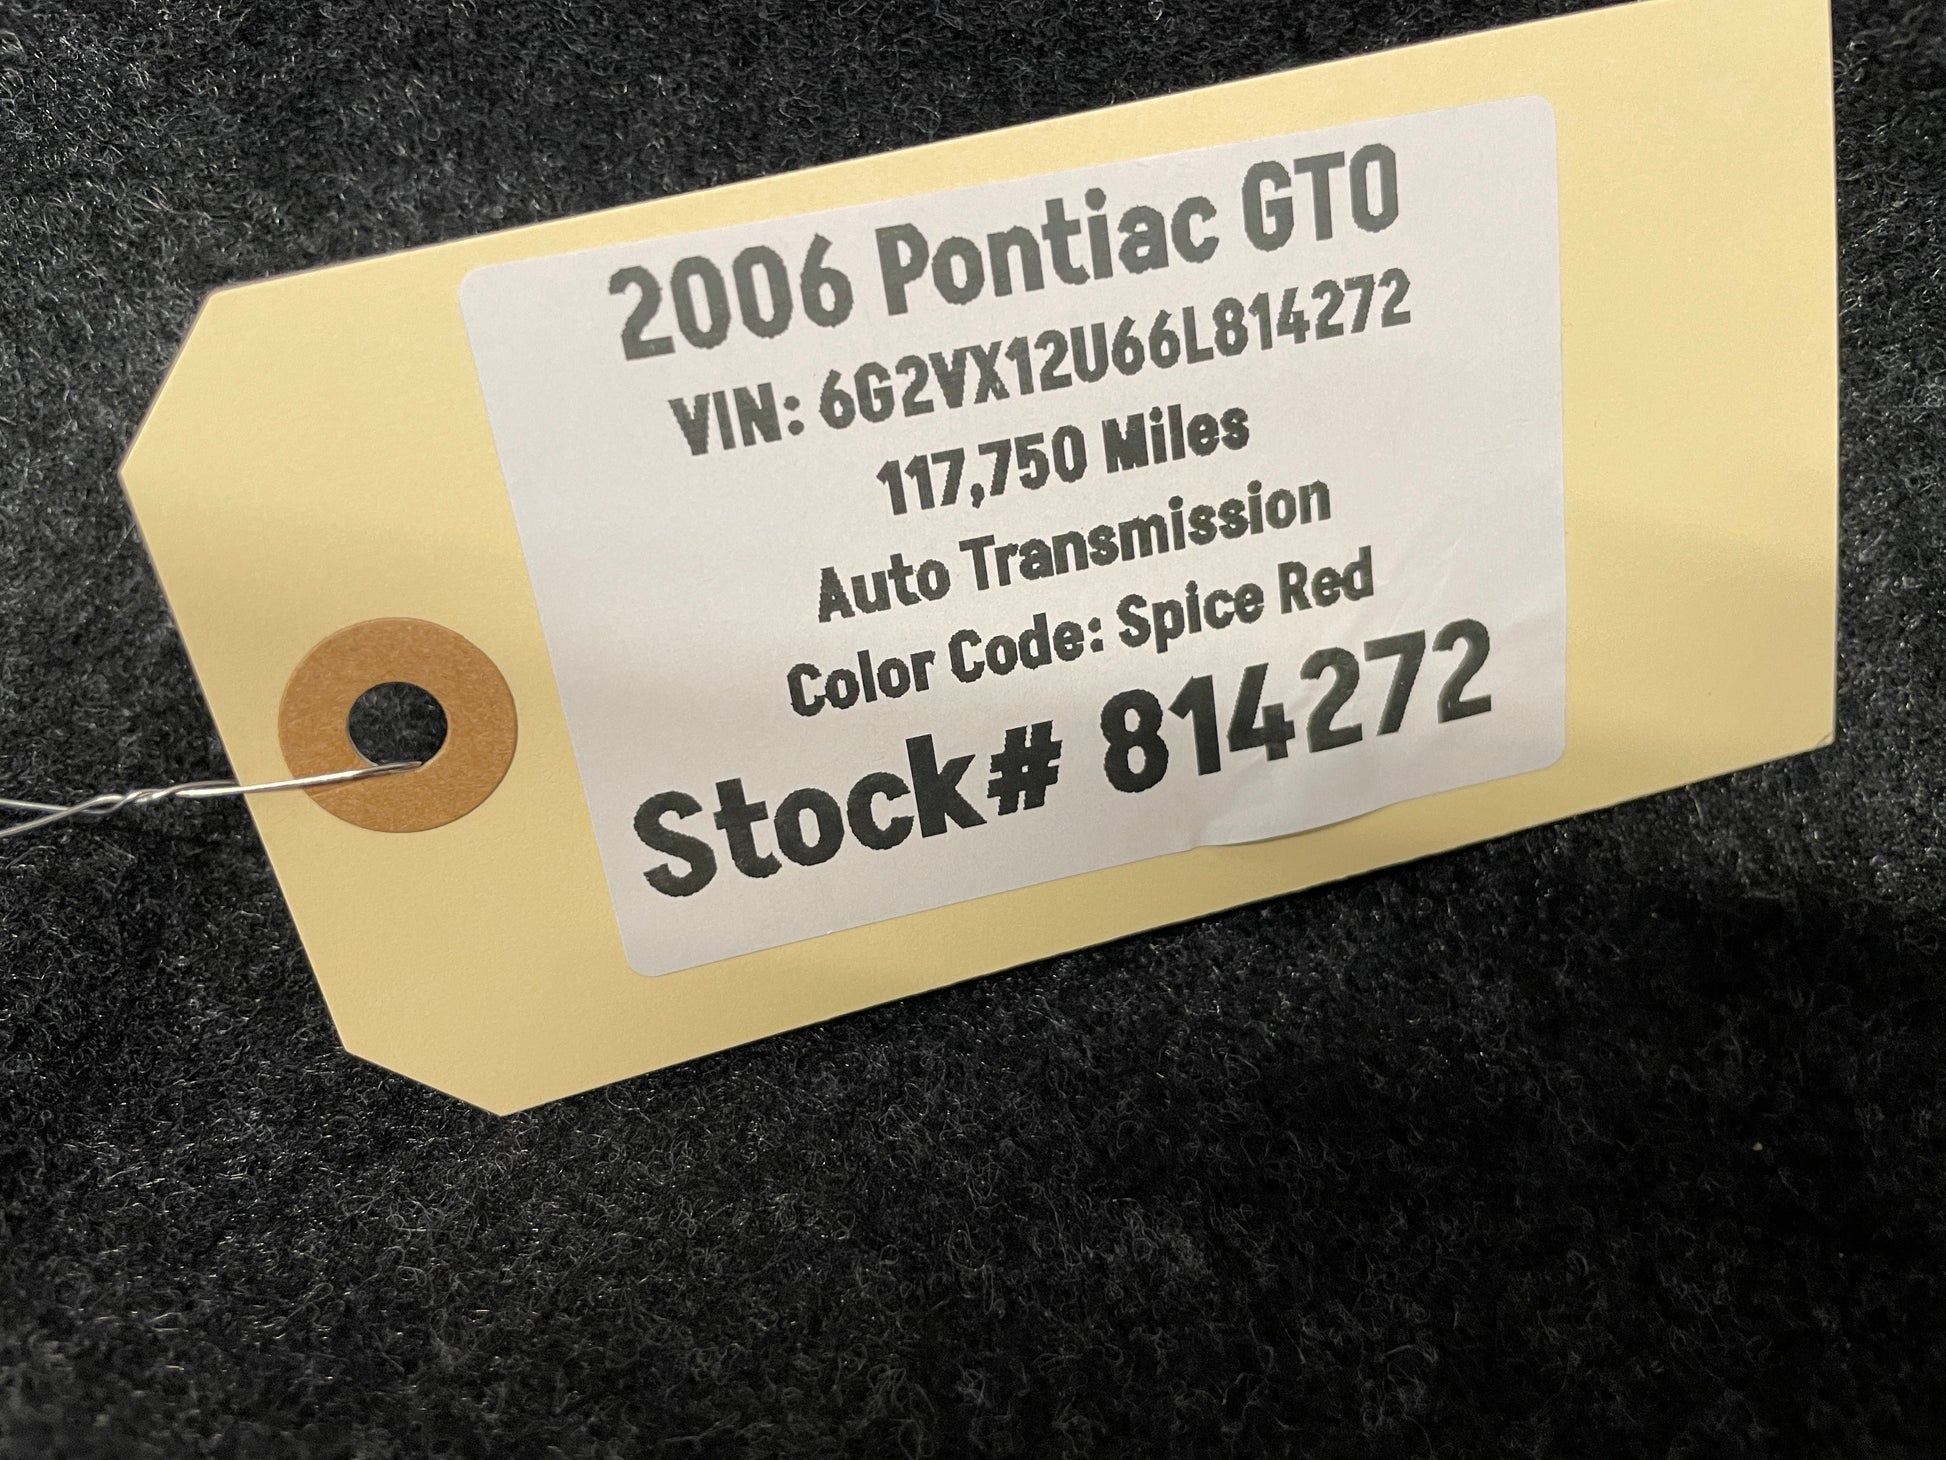 2006 Pontiac GTO
VIN: 6G2VX12U66L814272
117,750 Miles
Auto Transmission
Color Code: Spice Red
Stock# 814272